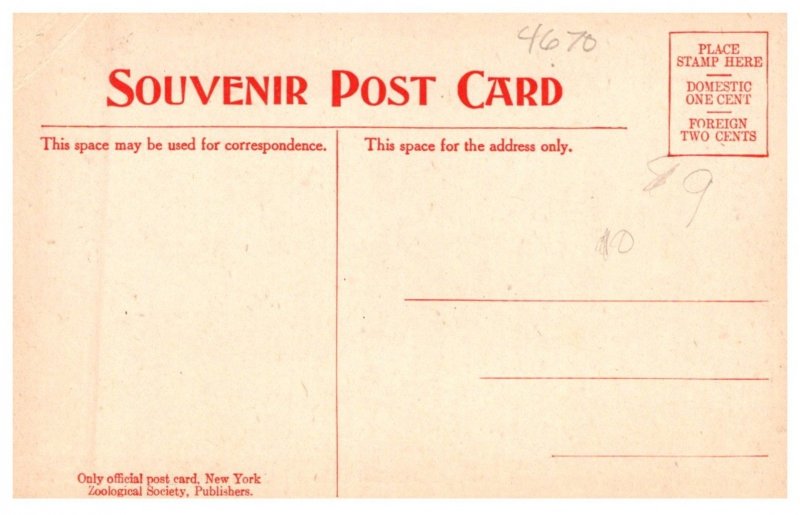 4670
SOUVENIR POST CARD
PLACE
STAMP HERE
DOMESTIC
ONE CENT
FOREIGN
TWO CENTS
This space may be used for correspondence.
This space for the address only.
9
Only official post card, New York
Zoological Society, Publishers.